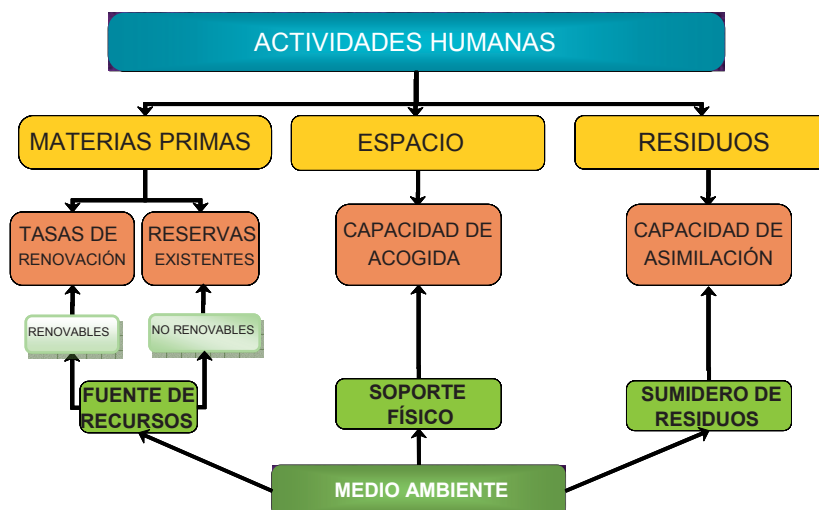 ACTIVIDADES HUMANAS
MATERIAS PRIMAS
ESPACIO
RESIDUOS
TASAS DE
RENOVACIÓN
RESERVAS
EXISTENTES
CAPACIDAD DE
ACOGIDA
CAPACIDAD DE
ASIMILACIÓN
RENOVABLES
NO RENOVABLES
FUENTE DE
RECURSOS
SOPORTE
FÍSICO
SUMIDERO DE
RESIDUOS
MEDIO AMBIENTE